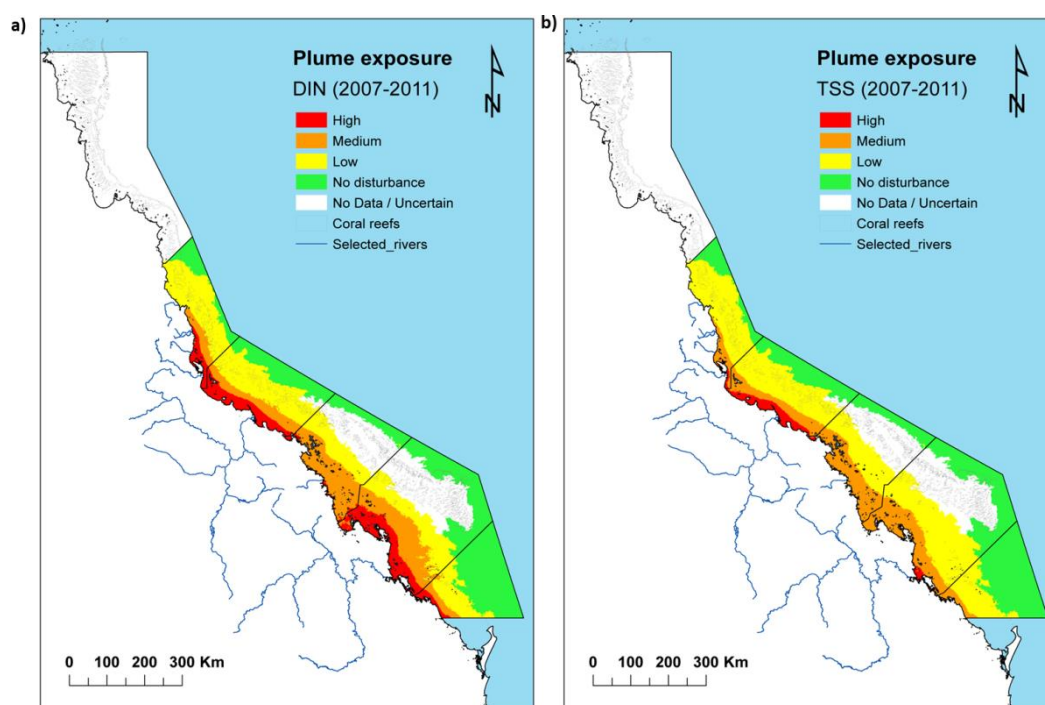 a)
Plume exposure
DIN (2007-2011)
High
Medium
Low
No disturbance
No Data / Uncertain
Coral reefs
Selected_rivers
N
0 100 200 300 Km
b)
Plume exposure
TSS (2007-2011)
High
Medium
Low
No disturbance
No Data / Uncertain
Coral reefs
Selected_rivers
N
0 100 200 300 Km